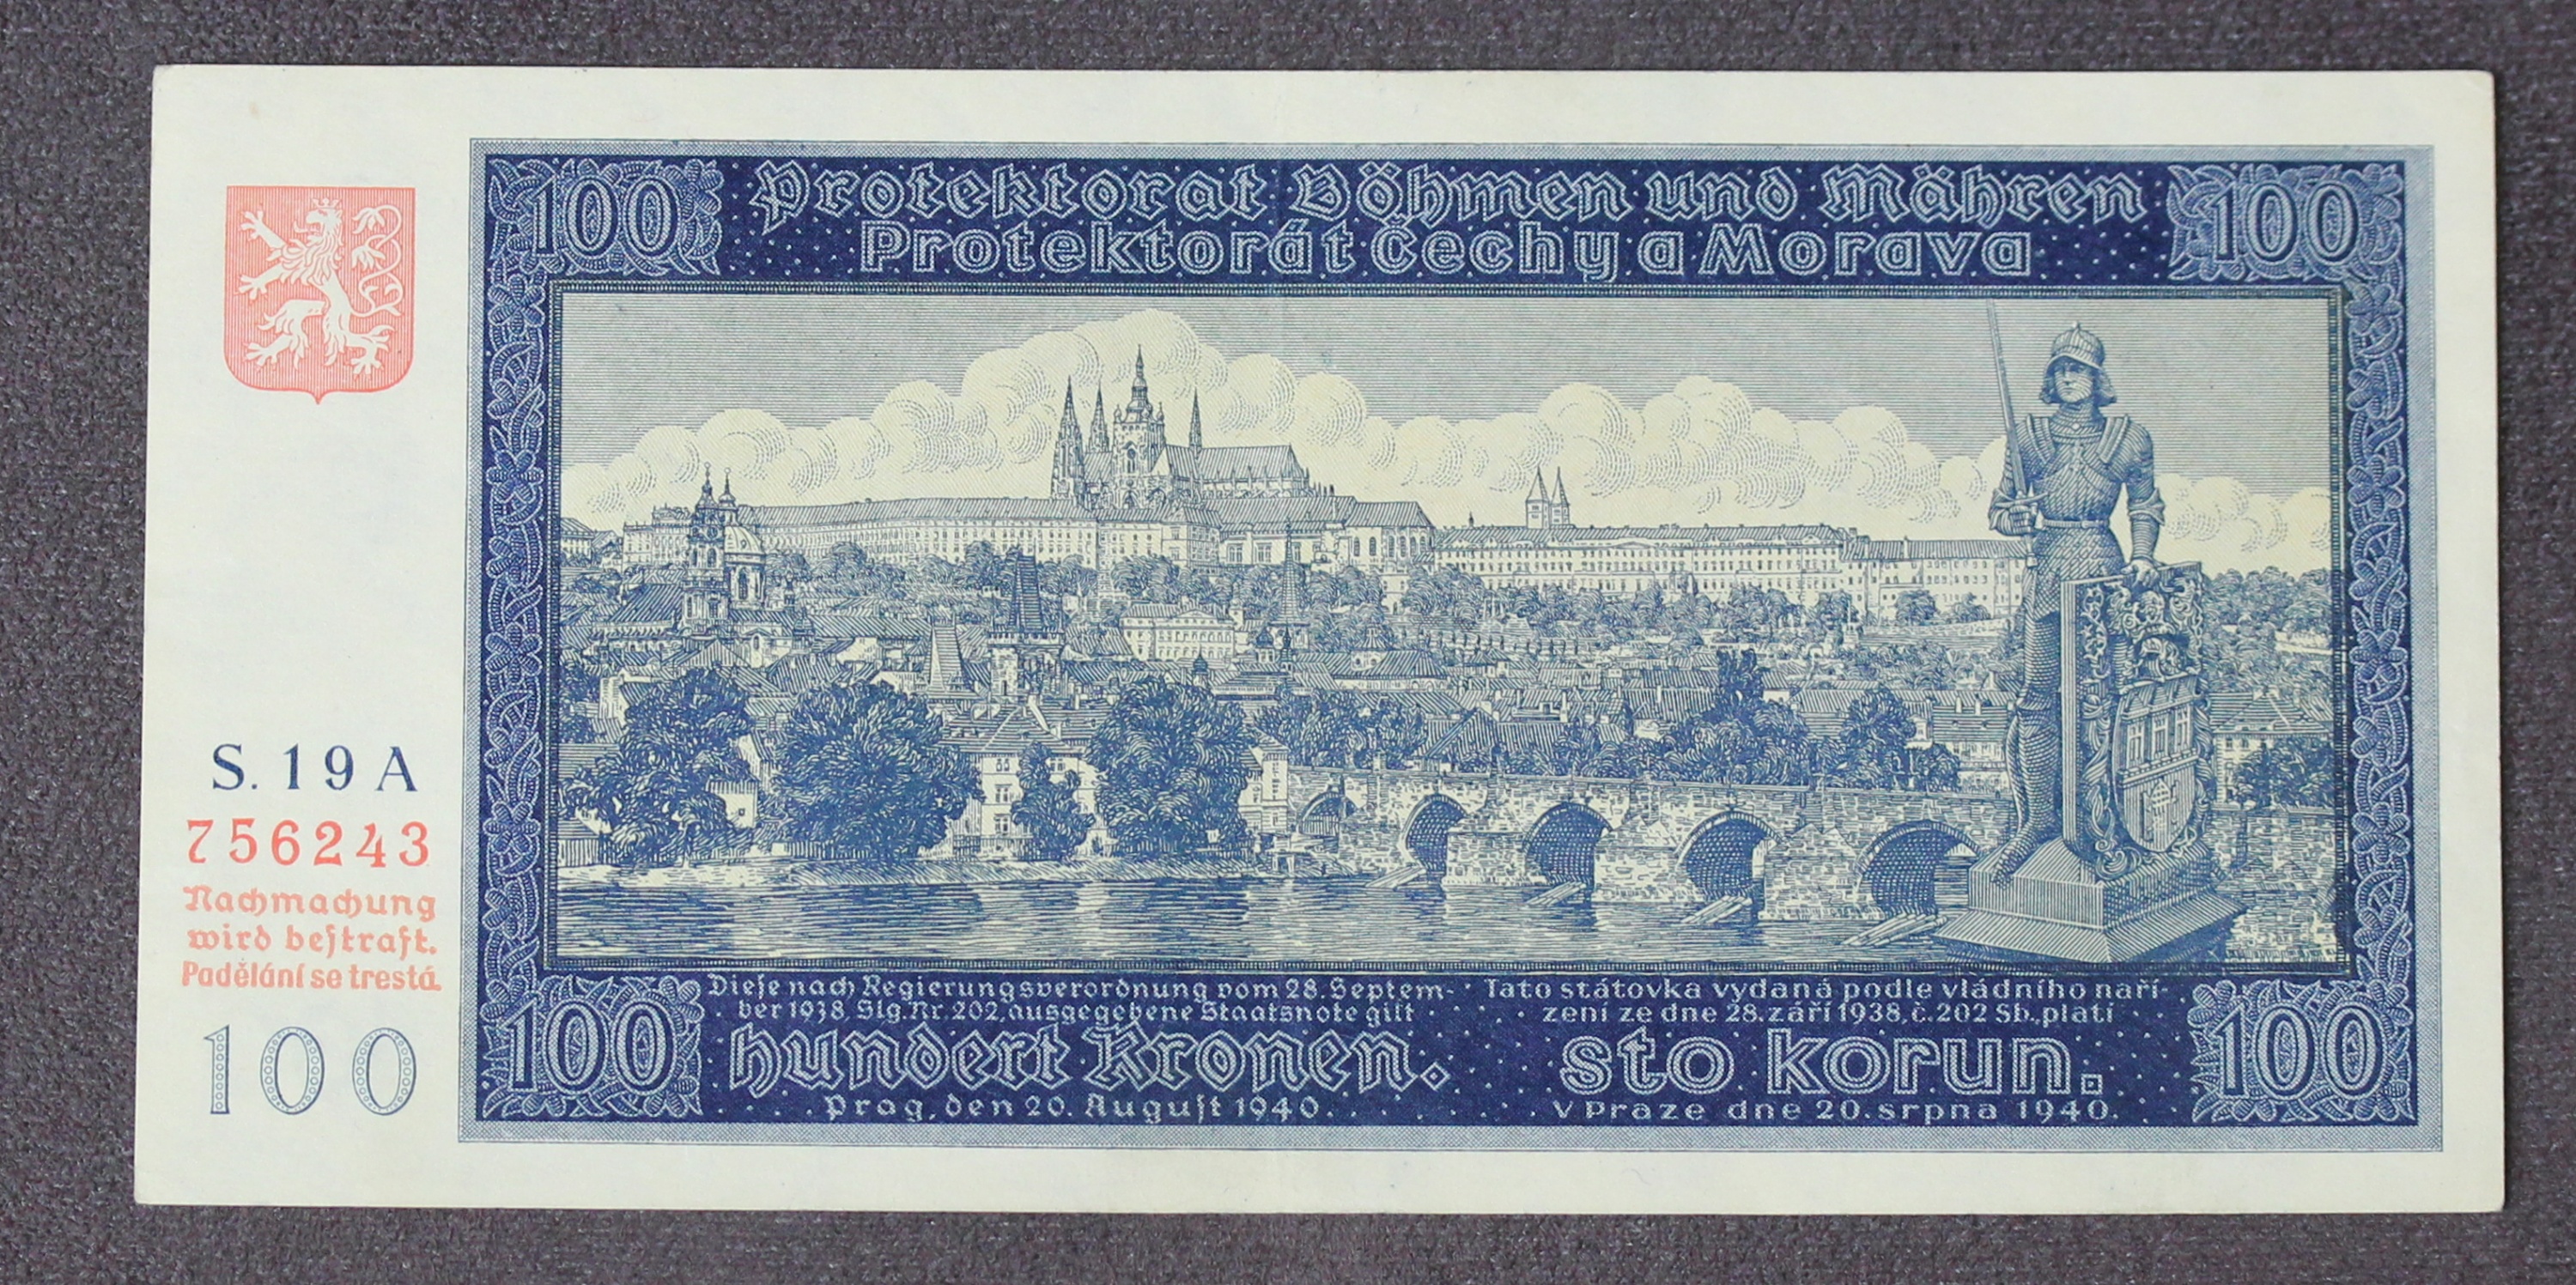 100 Protektorat Böhmen und Mähren 100
Protektorát Čechy a Morava
S. 19 A
756243
Nachmachung
wird bestraft.
Padělání se trestá.
100
Diese nach Regierungsverordnung vom 28. Septem-
ber 1938, Slg. Nr. 202, ausgegebene Staatsnote gilt
100 hundert Kronen.
Prag, den 20. August 1940.
Tato státovka vydaná podle vládního naří-
zení ze dne 28. září 1938, č. 202 Sb., platí
sto korun. 100
V Praze dne 20. srpna 1940.